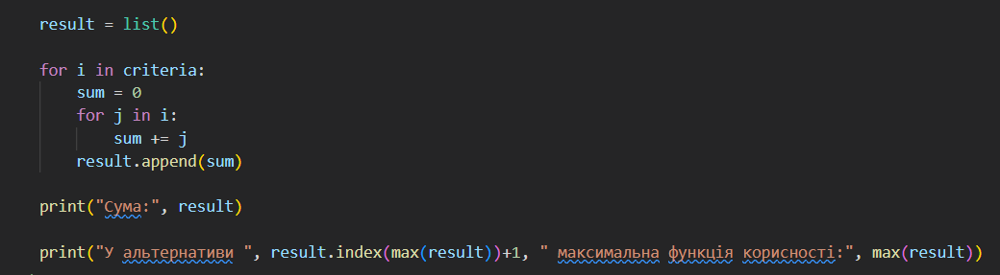 result = list()
for i in criteria:
sum = 0
for j in i:
sum += j
result.append(sum)
print("Сума:", result)
print("У альтернативи ", result.index(max(result))+1, " максимальна функція корисності:", max(result))